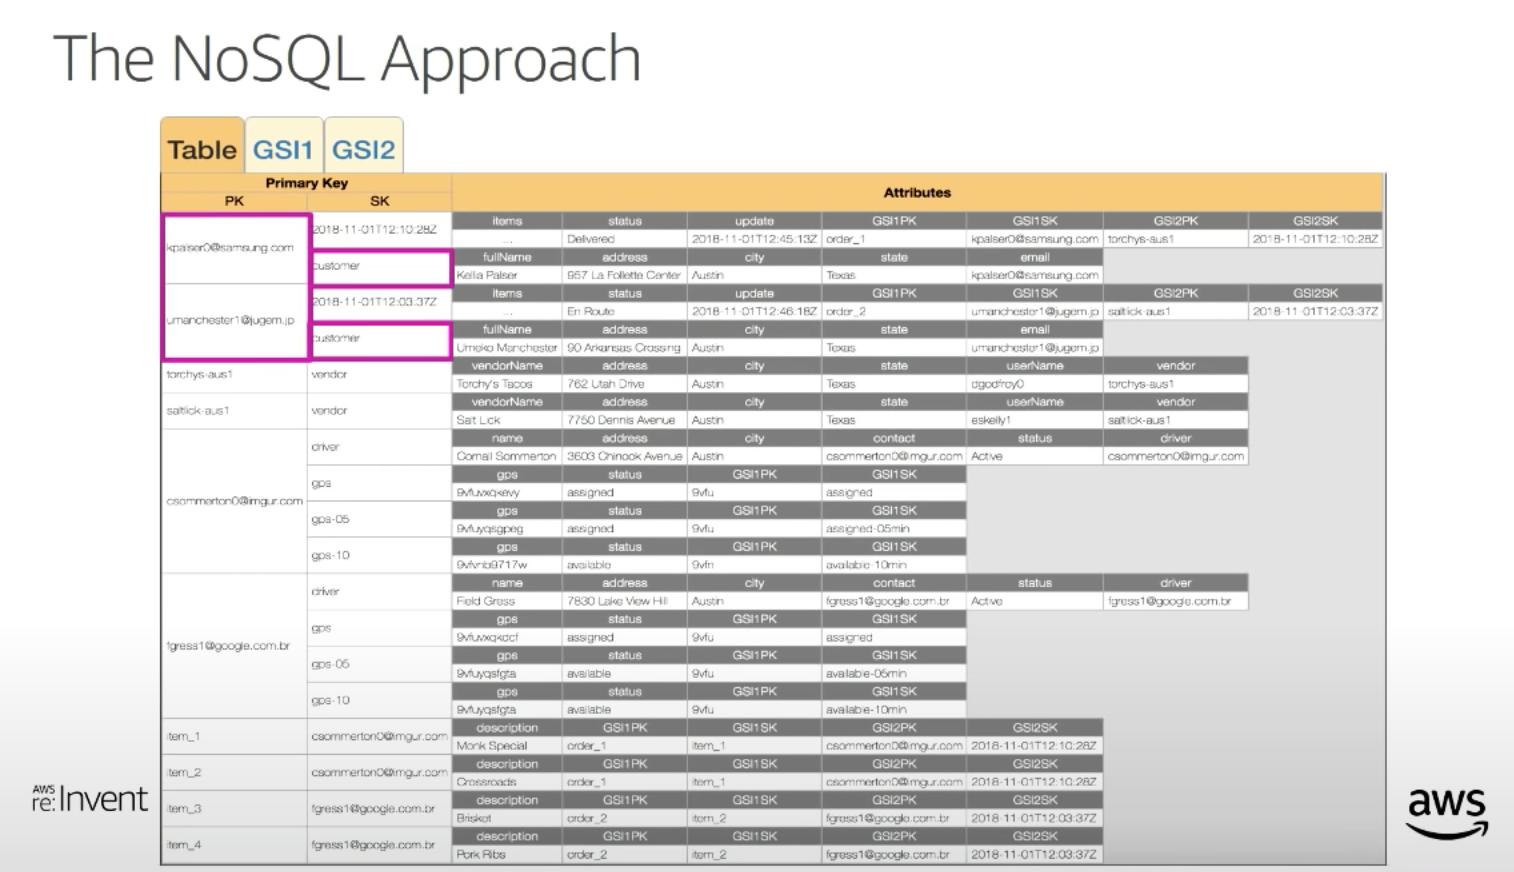 The NoSQL Approach
Table GSI1 GSI2
Primary Key
Attributes
PK SK
items status update GSI1PK GSI1SK GSI2PK GSI2SK
kpalser0@samsung.com 2018-11-01T12:10:28Z ... Delivered 2018-11-01T12:45:13Z order_1 kpalser0@samsung.com torchys-aus1 2018-11-01T12:10:28Z
fullName address city state email
customer Kellia Palser 957 La Follette Center Austin Texas kpalser0@samsung.com
items status update GSI1PK GSI1SK GSI2PK GSI2SK
umanchester1@jugem.jp 2018-11-01T12:03:37Z ... En Route 2018-11-01T12:46:18Z order_2 umanchester1@jugem.jp saltlick-aus1 2018-11-01T12:03:37Z
fullName address city state email
customer Umeko Manchester 90 Arkansas Crossing Austin Texas umanchester1@jugem.jp
vendorName address city state userName vendor
torchys-aus1 vendor Torchy's Tacos 762 Utah Drive Austin Texas dgodfroy0 torchys-aus1
vendorName address city state userName vendor
saltlick-aus1 vendor Salt Lick 7750 Dennis Avenue Austin Texas eskelly1 saltlick-aus1
name address city contact status driver
csommerton0@imgur.com driver Cornall Sommerton 3603 Chinook Avenue Austin csommerton0@imgur.com Active csommerton0@imgur.com
gps status GSI1PK GSI1SK
gps 9vfuvxqkevy assigned 9vfu assigned
gps status GSI1PK GSI1SK
gps-05 9vfuyqsgpeg assigned 9vfu assigned-05min
gps status GSI1PK GSI1SK
gps-10 9vfvnb9717w available 9vfn available-10min
name address city contact status driver
fgress1@google.com.br driver Field Gress 7830 Lake View Hill Austin fgress1@google.com.br Active fgress1@google.com.br
gps status GSI1PK GSI1SK
gps 9vfuvxqkdcf assigned 9vfu assigned
gps status GSI1PK GSI1SK
gps-05 9vfuyqsfgta available 9vfu available-05min
gps status GSI1PK GSI1SK
gps-10 9vfuyqsfgta available 9vfu available-10min
description GSI1PK GSI1SK GSI2PK GSI2SK
item_1 csommerton0@imgur.com Monk Special order_1 item_1 csommerton0@imgur.com 2018-11-01T12:10:28Z
description GSI1PK GSI1SK GSI2PK GSI2SK
item_2 csommerton0@imgur.com Crossroads order_1 item_1 csommerton0@imgur.com 2018-11-01T12:10:28Z
description GSI1PK GSI1SK GSI2PK GSI2SK
item_3 fgress1@google.com.br Brisket order_2 item_2 fgress1@google.com.br 2018-11-01T12:03:37Z
description GSI1PK GSI1SK GSI2PK GSI2SK
item_4 fgress1@google.com.br Pork Ribs order_2 item_2 fgress1@google.com.br 2018-11-01T12:03:37Z
AWS
re:Invent
aws